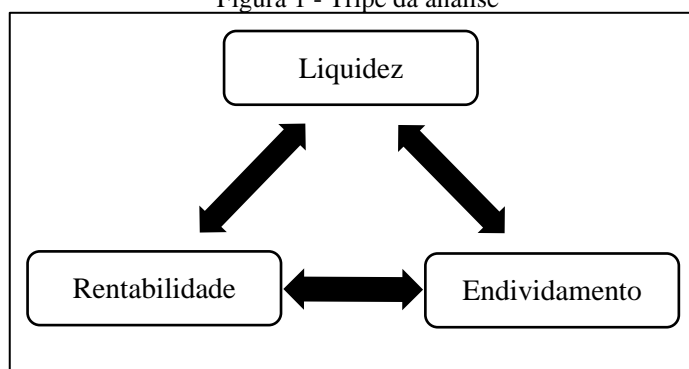 Figura 1 - Tripé da análise
Liquidez
Rentabilidade
Endividamento